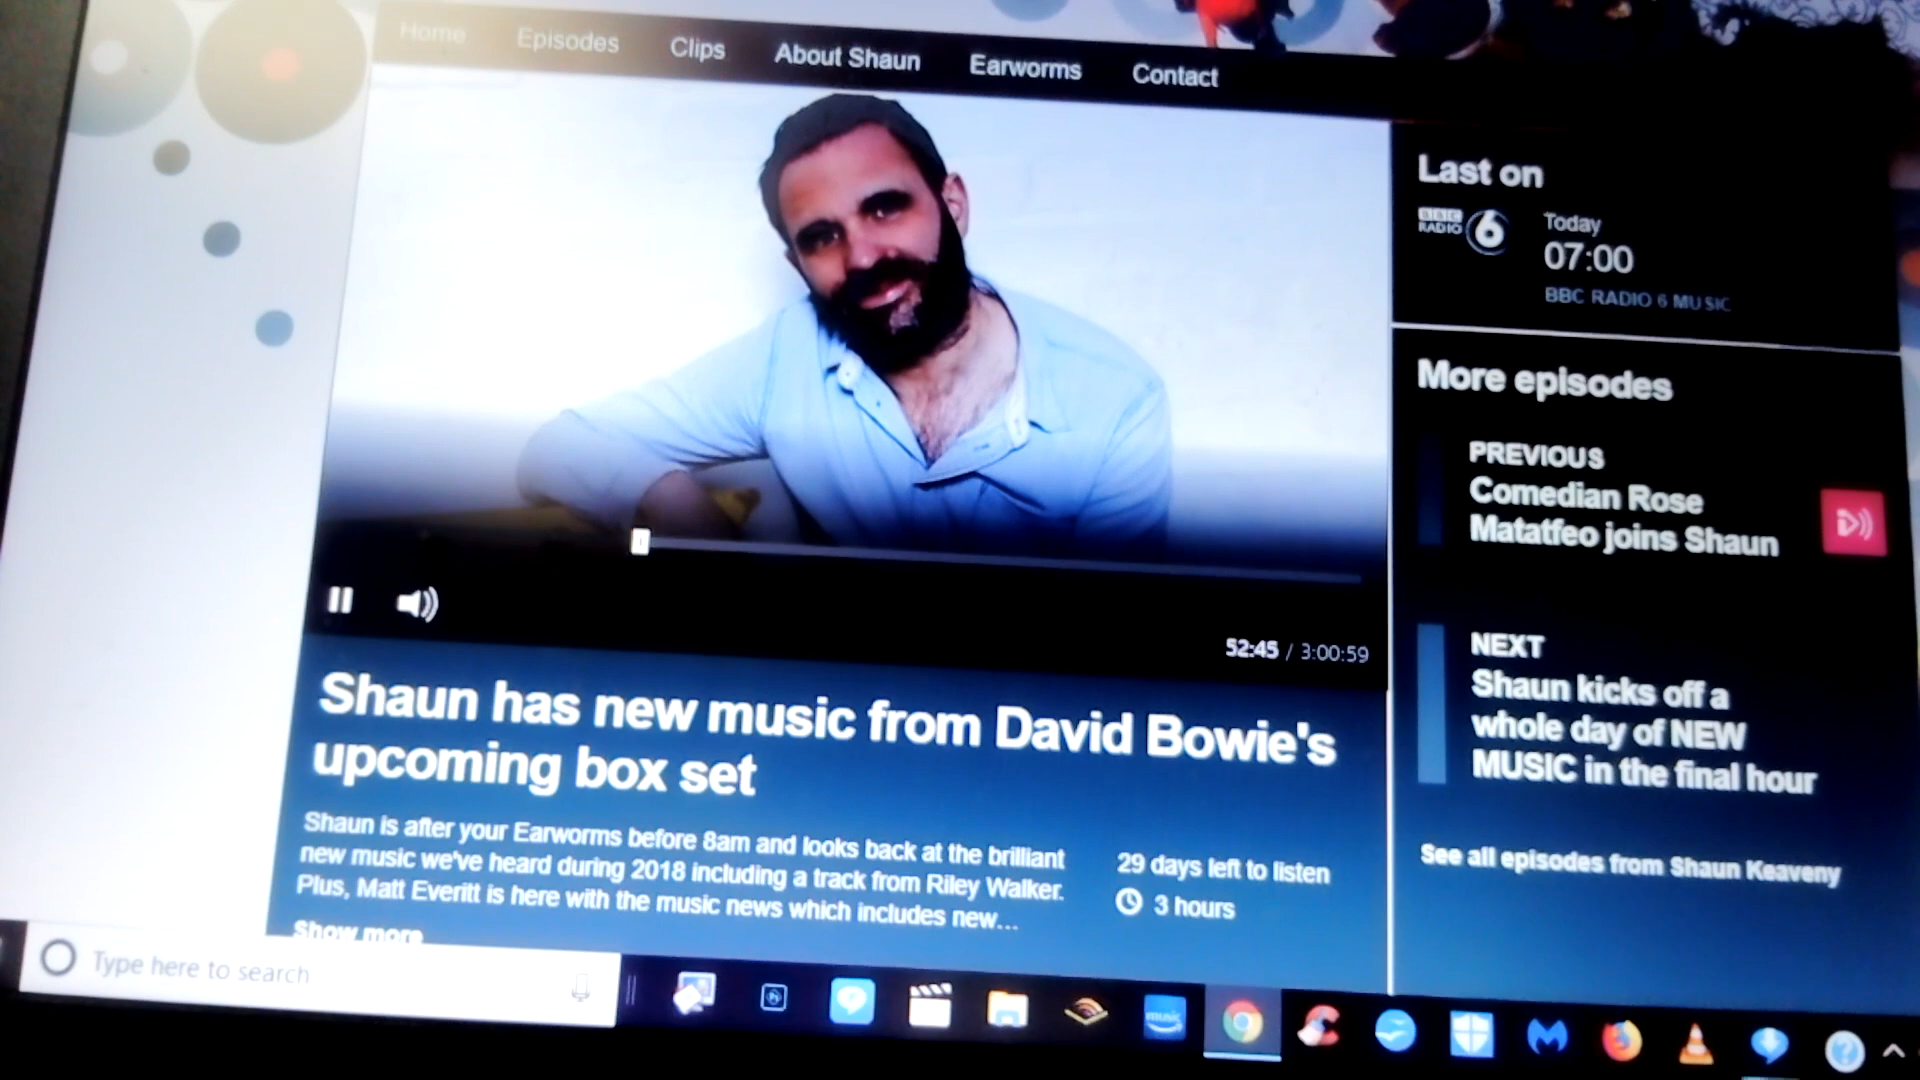 Home Episodes Clips About Shaun Earworms Contact
Last on
BBC
RADIO 6
Today
07:00
BBC RADIO 6 MUSIC
More episodes
PREVIOUS
Comedian Rose
Matatfeo joins Shaun
NEXT
Shaun kicks off a
whole day of NEW
MUSIC in the final hour
See all episodes from Shaun Keaveny
52:45 / 3:00:59
Shaun has new music from David Bowie's
upcoming box set
Shaun is after your Earworms before 8am and looks back at the brilliant
new music we've heard during 2018 including a track from Riley Walker.
Plus, Matt Everitt is here with the music news which includes new...
Show more
29 days left to listen
3 hours
Type here to search
music